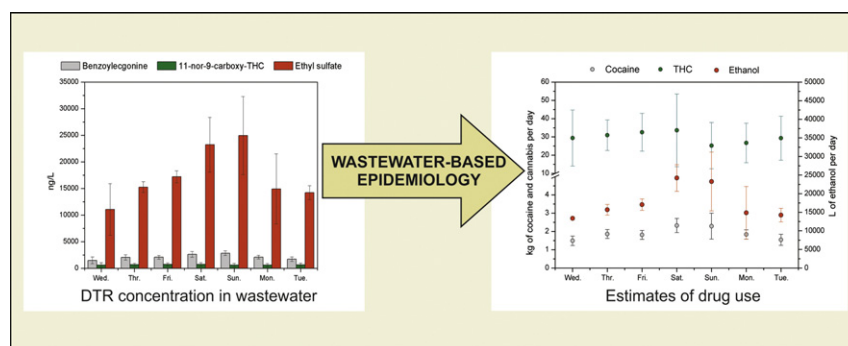 Benzoylecgonine 11-nor-9-carboxy-THC Ethyl sulfate
35000
30000
25000
20000
15000
10000
5000
0
ng/L
Wed. Thr. Fri. Sat. Sun. Mon. Tue.
DTR concentration in wastewater
WASTEWATER-BASED
EPIDEMIOLOGY
Cocaine THC Ethanol
60
50
40
30
20
10
4
3
2
1
0
kg of cocaine and cannabis per day
50000
45000
40000
35000
30000
25000
20000
15000
10000
5000
0
L of ethanol per day
Wed. Thr. Fri. Sat. Sun. Mon. Tue.
Estimates of drug use